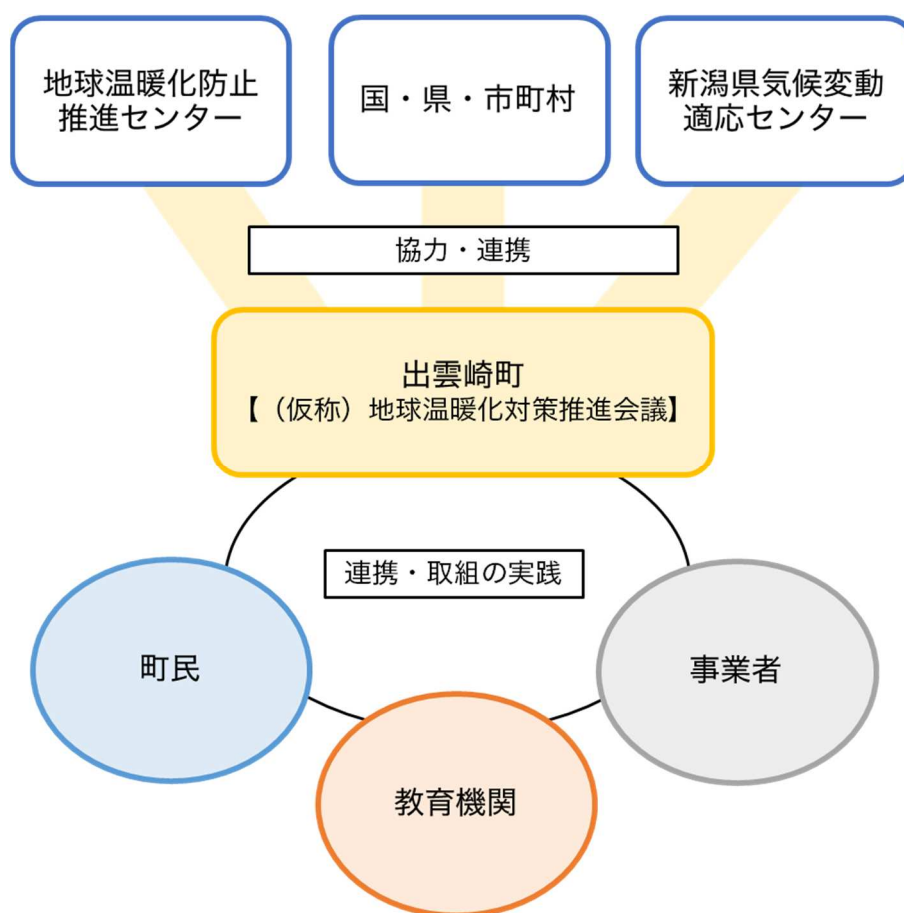 地球温暖化防止
推進センター
国・県・市町村
新潟県気候変動
適応センター
協力・連携
出雲崎町
【（仮称）地球温暖化対策推進会議】
連携・取組の実践
町民
事業者
教育機関